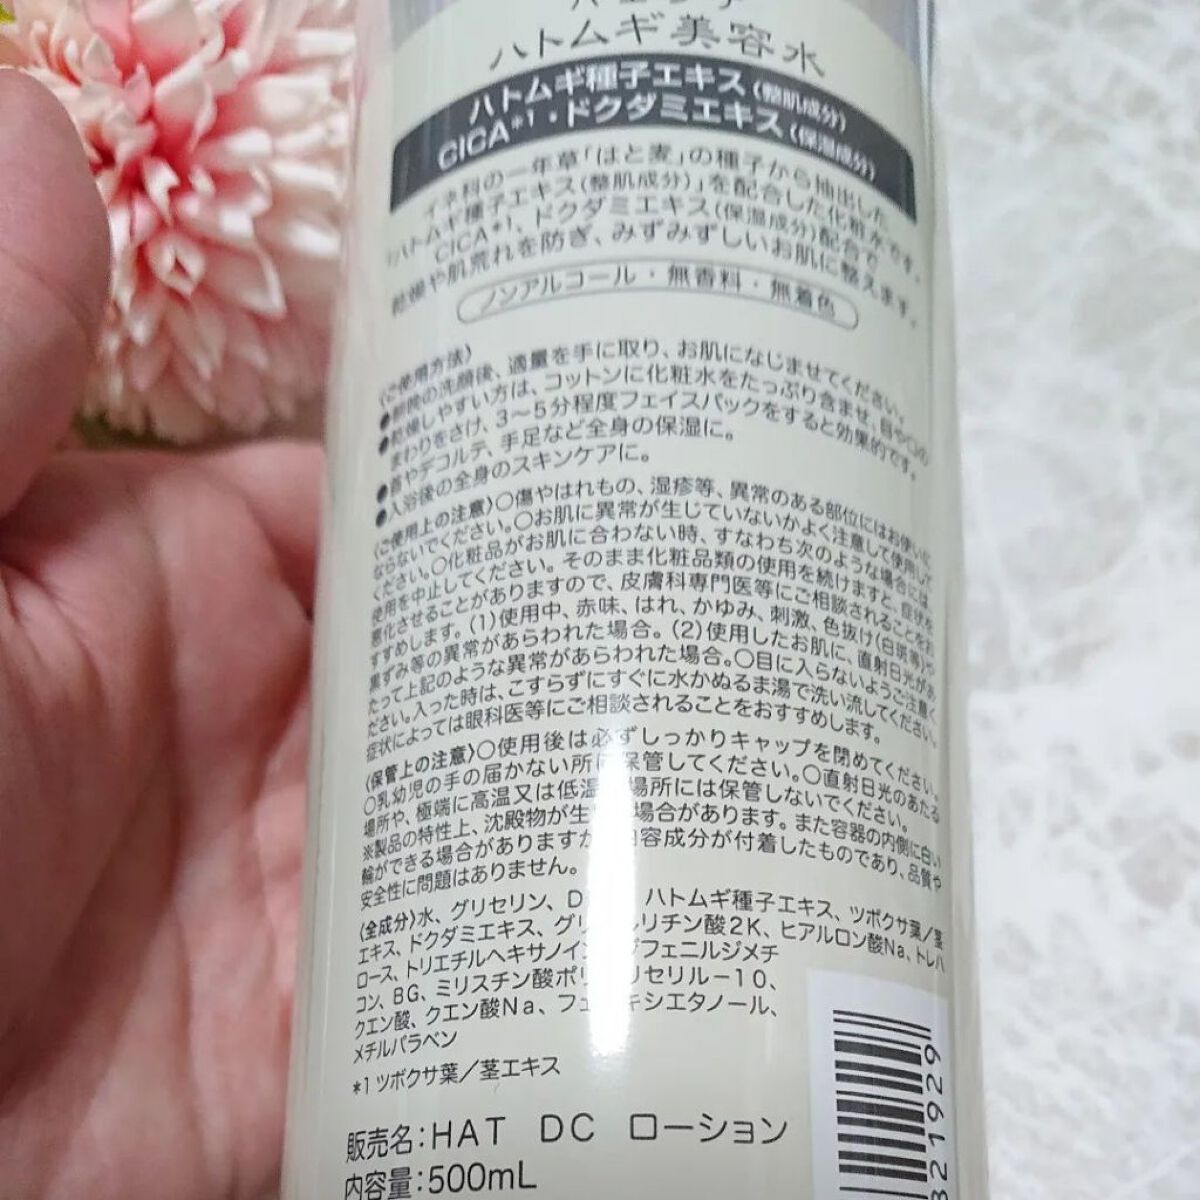 ハトムギ美容水
ハトムギ種子エキス(整肌成分)
CICA*1・ドクダミエキス(保湿成分)
イネ科の一年草「はと麦」の種子から抽出した
「ハトムギ種子エキス(整肌成分)」を配合した化粧水です。
CICA*1、ドクダミエキス(保湿成分)配合で
乾燥や肌荒れを防ぎ、みずみずしいお肌に整えます。
ノンアルコール・無香料・無着色
〈ご使用方法〉
●朝晩の洗顔後、適量を手に取り、お肌になじませてください。
●乾燥しやすい方は、コットンに化粧水をたっぷり含ませ、目や口の
まわりをさけ、3〜5分程度フェイスパックをすると効果的です。
●首やデコルテ、手足など全身の保湿に。
●入浴後の全身のスキンケアに。
〈ご使用上の注意〉○傷やはれもの、湿疹等、異常のある部位にはお使いに
ならないでください。○お肌に異常が生じていないかよく注意して使用して
ください。○化粧品がお肌に合わない時、すなわち次のような場合には、
使用を中止してください。そのまま化粧品類の使用を続けますと、症状を
悪化させることがありますので、皮膚科専門医等にご相談されることをお
すすめします。(1)使用中、赤味、はれ、かゆみ、刺激、色抜け(白斑等)や
黒ずみ等の異常があらわれた場合。(2)使用したお肌に、直射日光があ
たって上記のような異常があらわれた場合。○目に入らないようご注意く
ださい。入った時は、こすらずにすぐに水かぬるま湯で洗い流してください。
症状によっては眼科医等にご相談されることをおすすめします。
〈保管上の注意〉○使用後は必ずしっかりキャップを閉めてください。
○乳幼児の手の届かない所に保管してください。○直射日光のあたる
場所や、極端に高温又は低温の場所には保管しないでください。
※製品の特性上、沈殿物が生 場合があります。また容器の内側に白い
輪ができる場合がありますが 内容成分が付着したものであり、品質や
安全性に問題はありません。
〈全成分〉水、グリセリン、D ハトムギ種子エキス、ツボクサ葉/茎
エキス、ドクダミエキス、グリ ルリチン酸2K、ヒアルロン酸Na、トレハ
ロース、トリエチルヘキサノイン、ジフェニルジメチ
コン、BG、ミリスチン酸ポリグリセリル-10、
クエン酸、クエン酸Na、フェノキシエタノール、
メチルパラベン
*1 ツボクサ葉/茎エキス
販売名:HAT DC ローション
内容量:500mL
321929